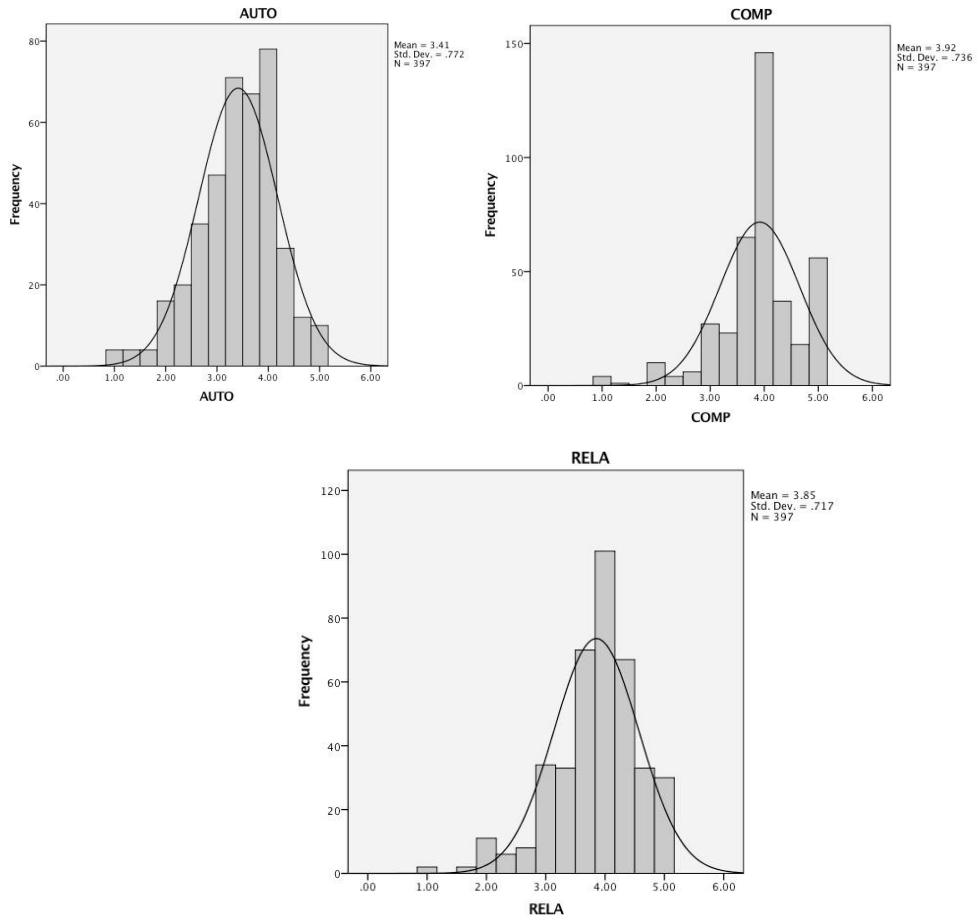 AUTO
Mean = 3.41
Std. Dev. = .772
N = 397
80
60
40
20
0
Frequency
.00 1.00 2.00 3.00 4.00 5.00 6.00
AUTO
COMP
Mean = 3.92
Std. Dev. = .736
N = 397
150
100
50
0
Frequency
.00 1.00 2.00 3.00 4.00 5.00 6.00
COMP
RELA
Mean = 3.85
Std. Dev. = .717
N = 397
120
100
80
60
40
20
0
Frequency
.00 1.00 2.00 3.00 4.00 5.00 6.00
RELA